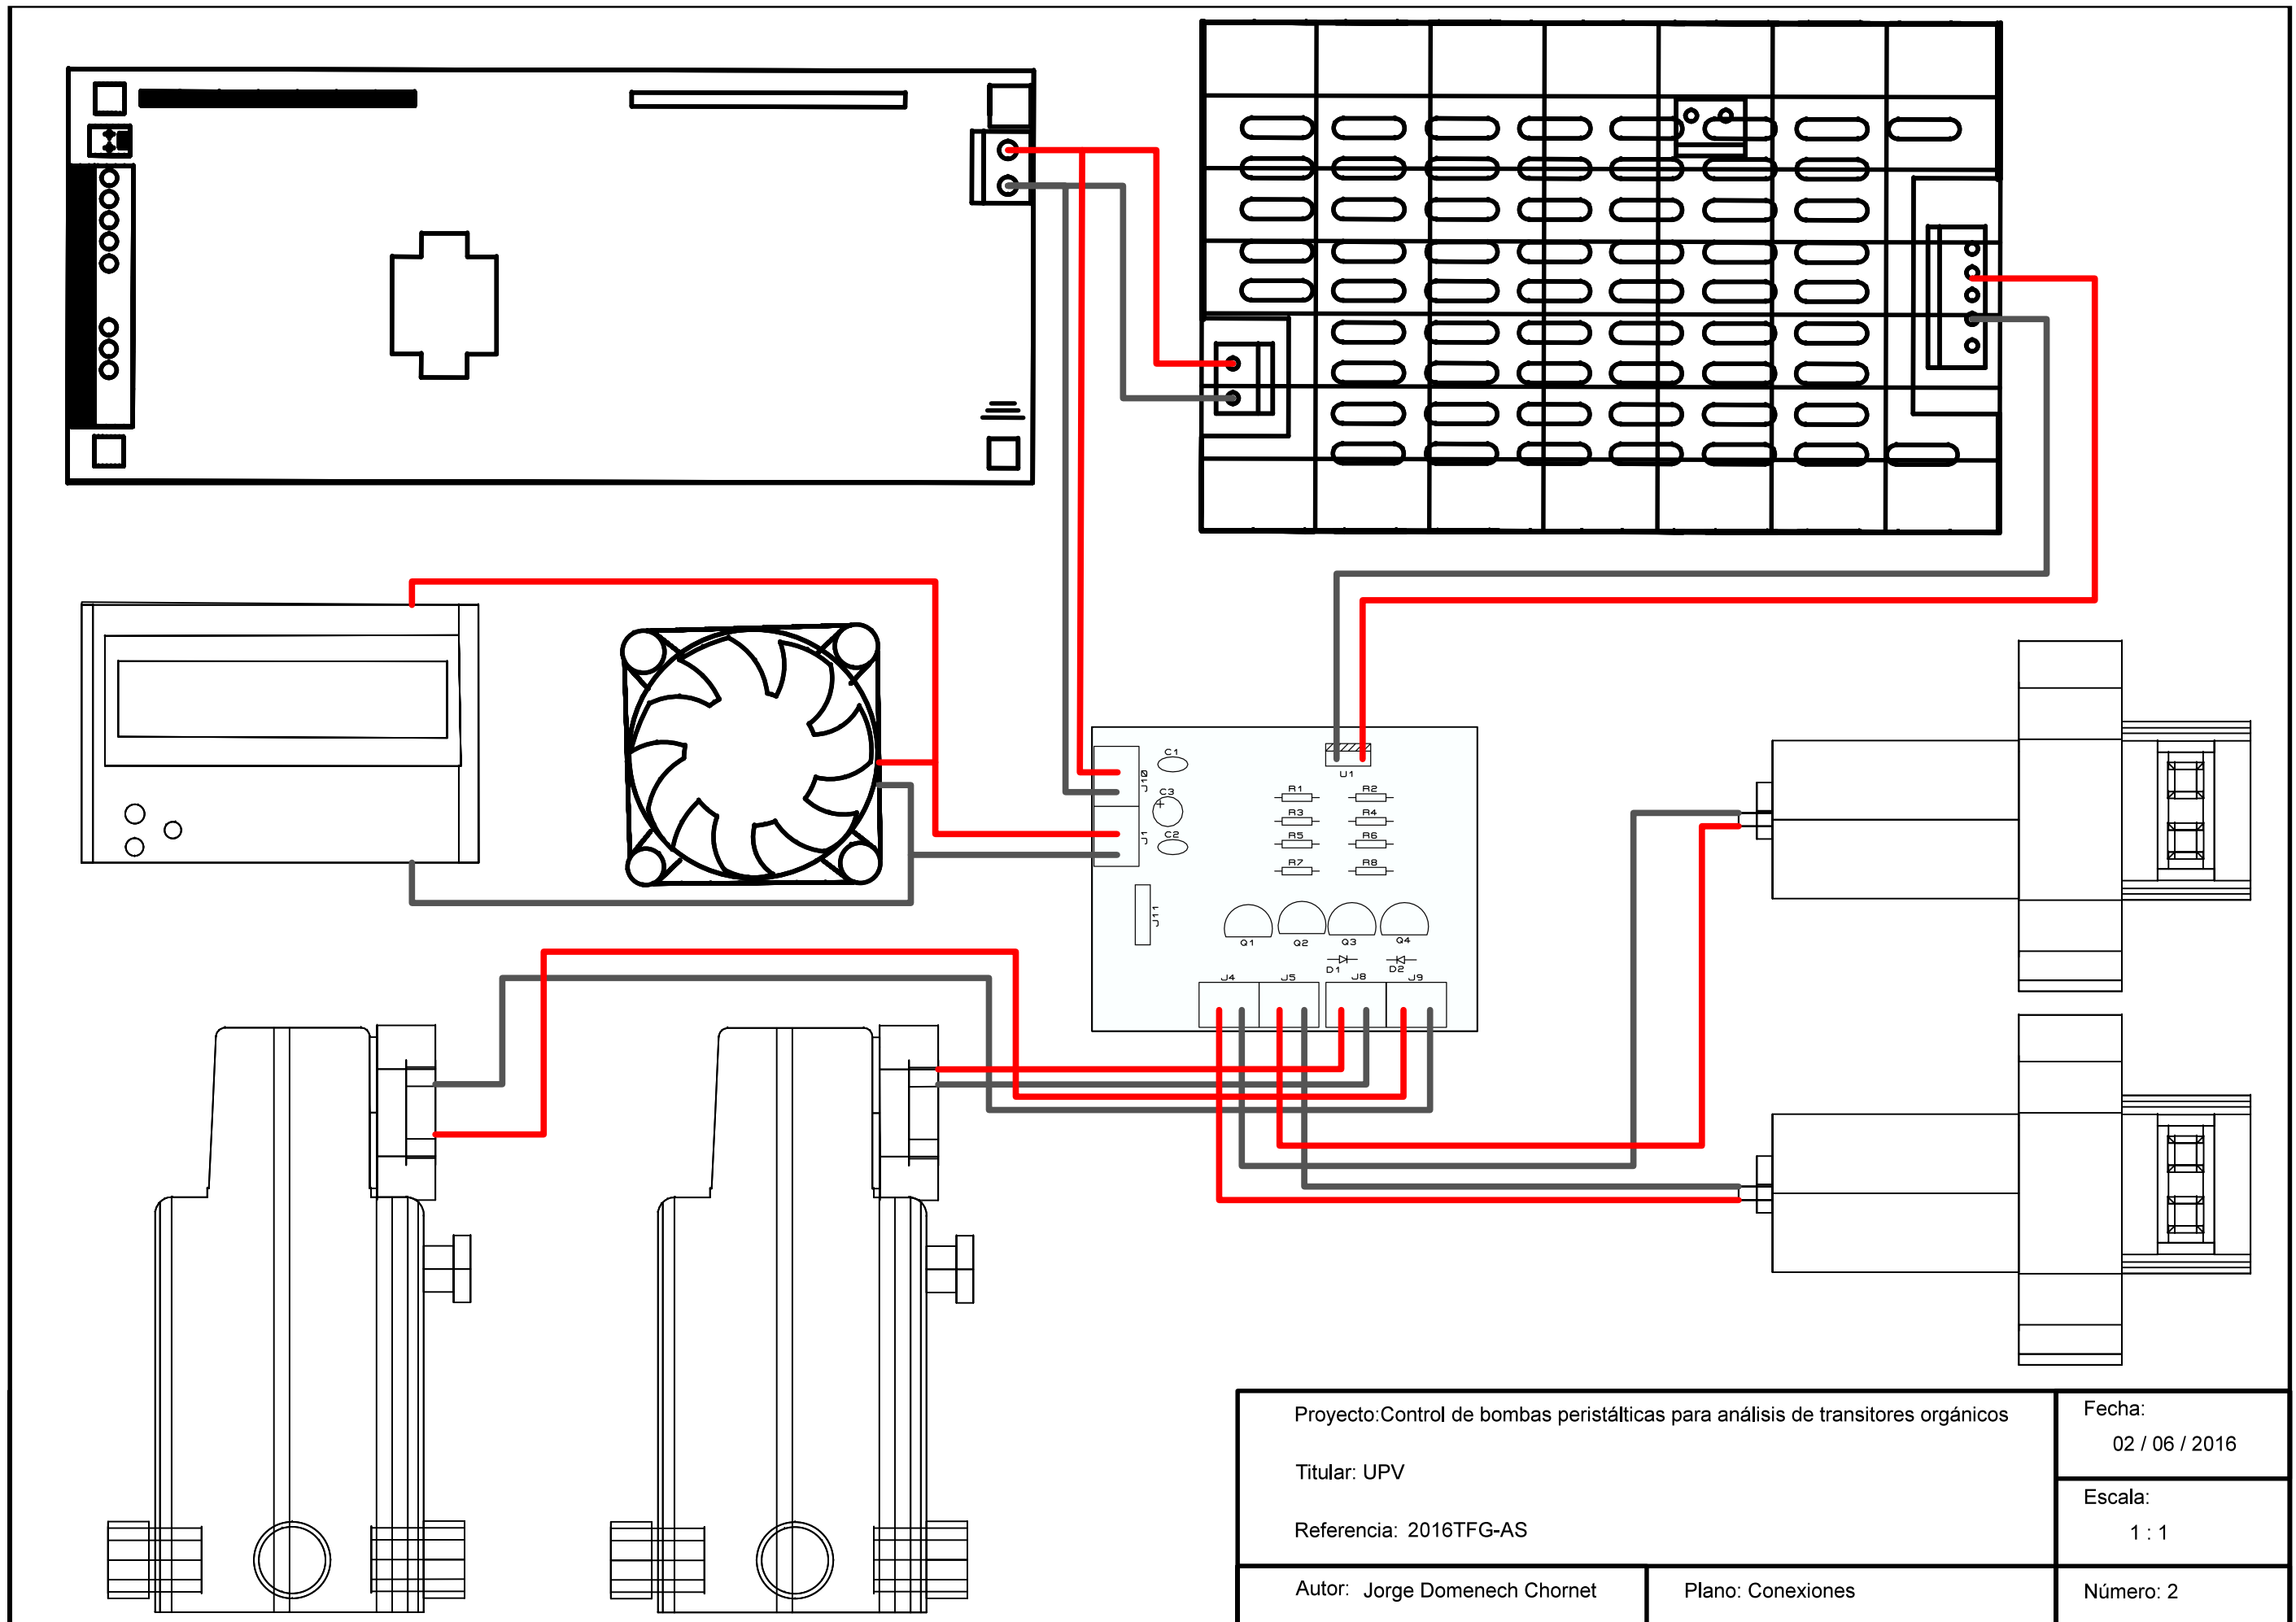 C1
J10
C3
J1
C2
U1
R1
R2
R3
R4
R5
R6
R7
R8
J11
Q1
Q2
Q3
Q4
D1
D2
J4
J5
J8
J9
Proyecto:Control de bombas peristálticas para análisis de transitores orgánicos
Fecha:
02 / 06 / 2016
Titular: UPV
Escala:
1 : 1
Referencia: 2016TFG-AS
Autor: Jorge Domenech Chornet
Plano: Conexiones
Número: 2